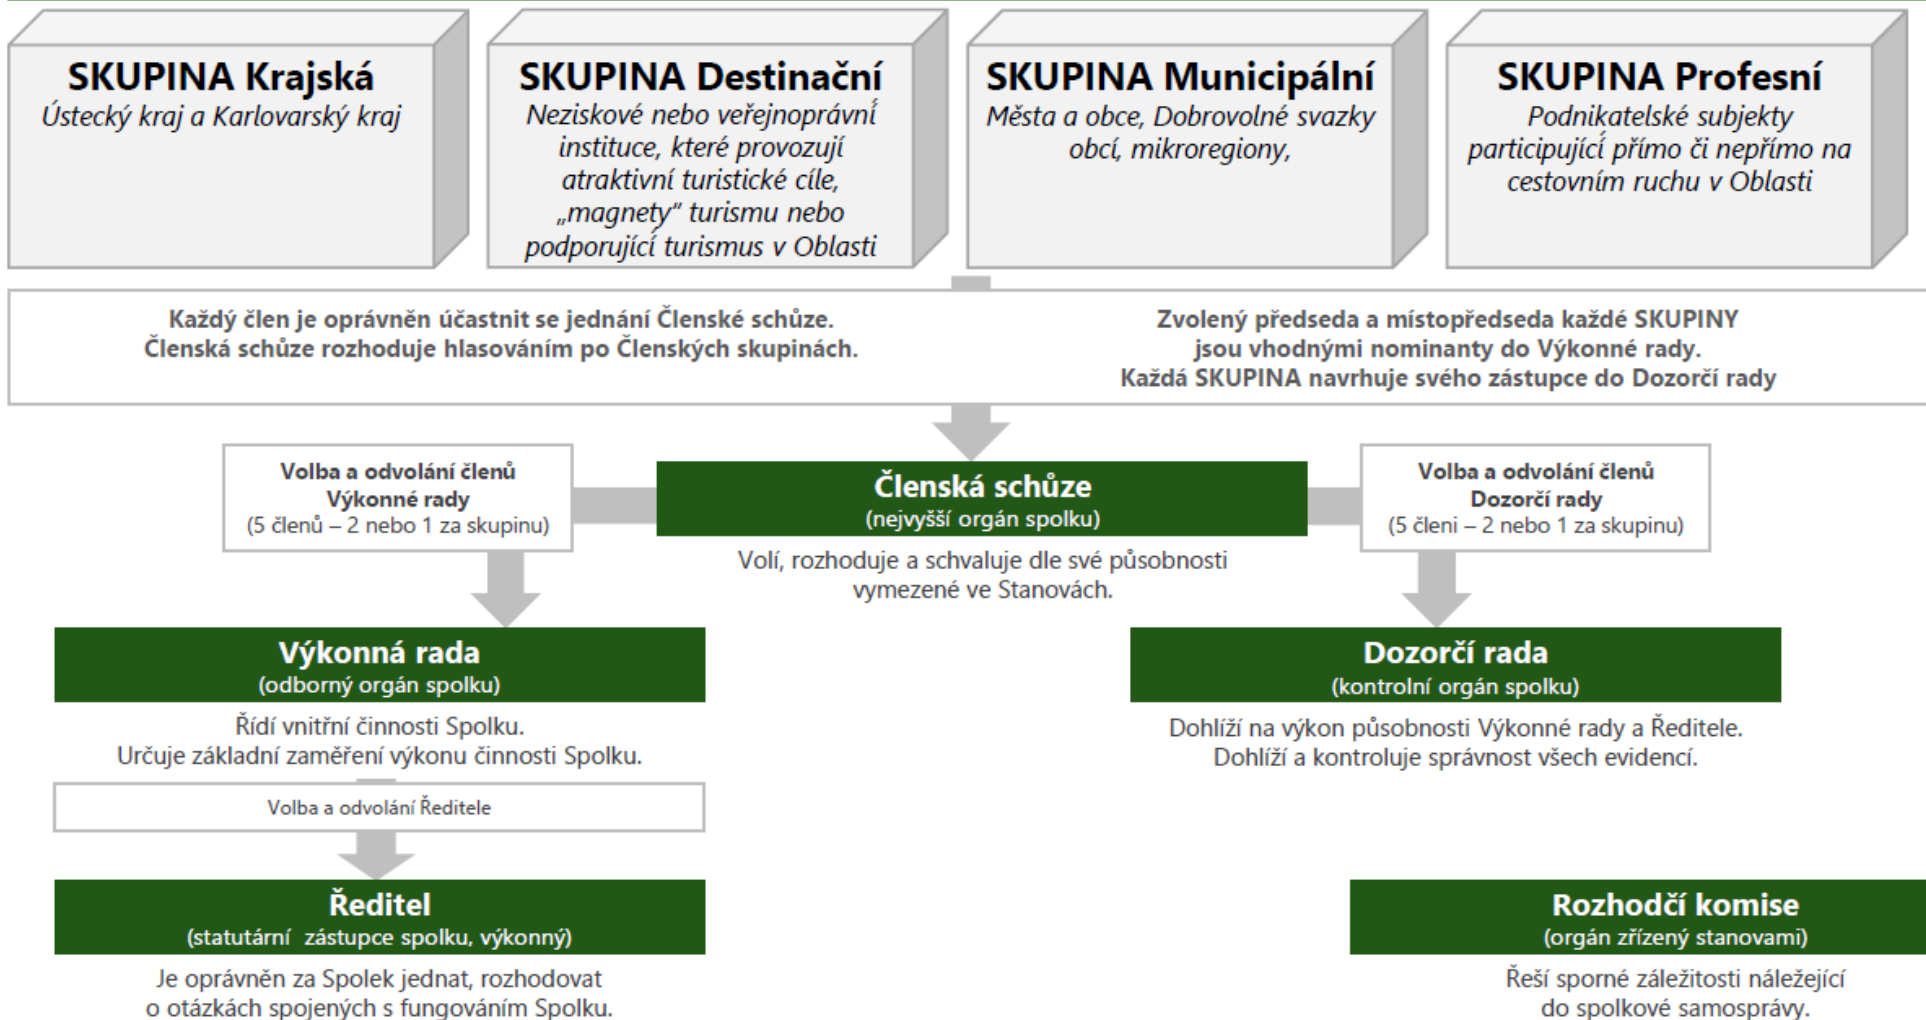 SKUPINA Krajská
Ústecký kraj a Karlovarský kraj
SKUPINA Destinační
Neziskové nebo veřejnoprávní
instituce, které provozují
atraktivní turistické cíle,
„magnety“ turismu nebo
podporující turismus v Oblasti
SKUPINA Municipální
Města a obce, Dobrovolné svazky
obcí, mikroregiony,
SKUPINA Profesní
Podnikatelské subjekty
participující přímo či nepřímo na
cestovním ruchu v Oblasti
Každý člen je oprávněn účastnit se jednání Členské schůze.
Členská schůze rozhoduje hlasováním po Členských skupinách.
Zvolený předseda a místopředseda každé SKUPINY
jsou vhodnými nominanty do Výkonné rady.
Každá SKUPINA navrhuje svého zástupce do Dozorčí rady
Volba a odvolání členů
Výkonné rady
(5 členů – 2 nebo 1 za skupinu)
Členská schůze
(nejvyšší orgán spolku)
Volí, rozhoduje a schvaluje dle své působnosti
vymezené ve Stanovách.
Volba a odvolání členů
Dozorčí rady
(5 členi – 2 nebo 1 za skupinu)
Výkonná rada
(odborný orgán spolku)
Řídí vnitřní činnosti Spolku.
Určuje základní zaměření výkonu činnosti Spolku.
Dozorčí rada
(kontrolní orgán spolku)
Dohlíží na výkon působnosti Výkonné rady a Ředitele.
Dohlíží a kontroluje správnost všech evidencí.
Volba a odvolání Ředitele
Ředitel
(statutární zástupce spolku, výkonný)
Je oprávněn za Spolek jednat, rozhodovat
o otázkách spojených s fungováním Spolku.
Rozhodčí komise
(orgán zřízený stanovami)
Řeší sporné záležitosti náležející
do spolkové samosprávy.